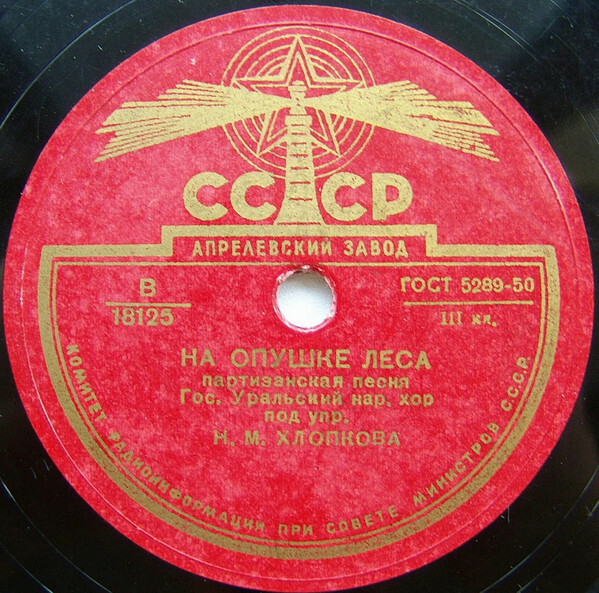 СССР
АПРЕЛЕВСКИЙ ЗАВОД
В
18125
ГОСТ 5289-50
III кл.
НА ОПУШКЕ ЛЕСА
партизанская песня
Гос. Уральский нар. хор
под упр.
Н. М. ХЛОПКОВА
КОМИТЕТ РАДИОИНФОРМАЦИИ ПРИ СОВЕТЕ МИНИСТРОВ СССР.